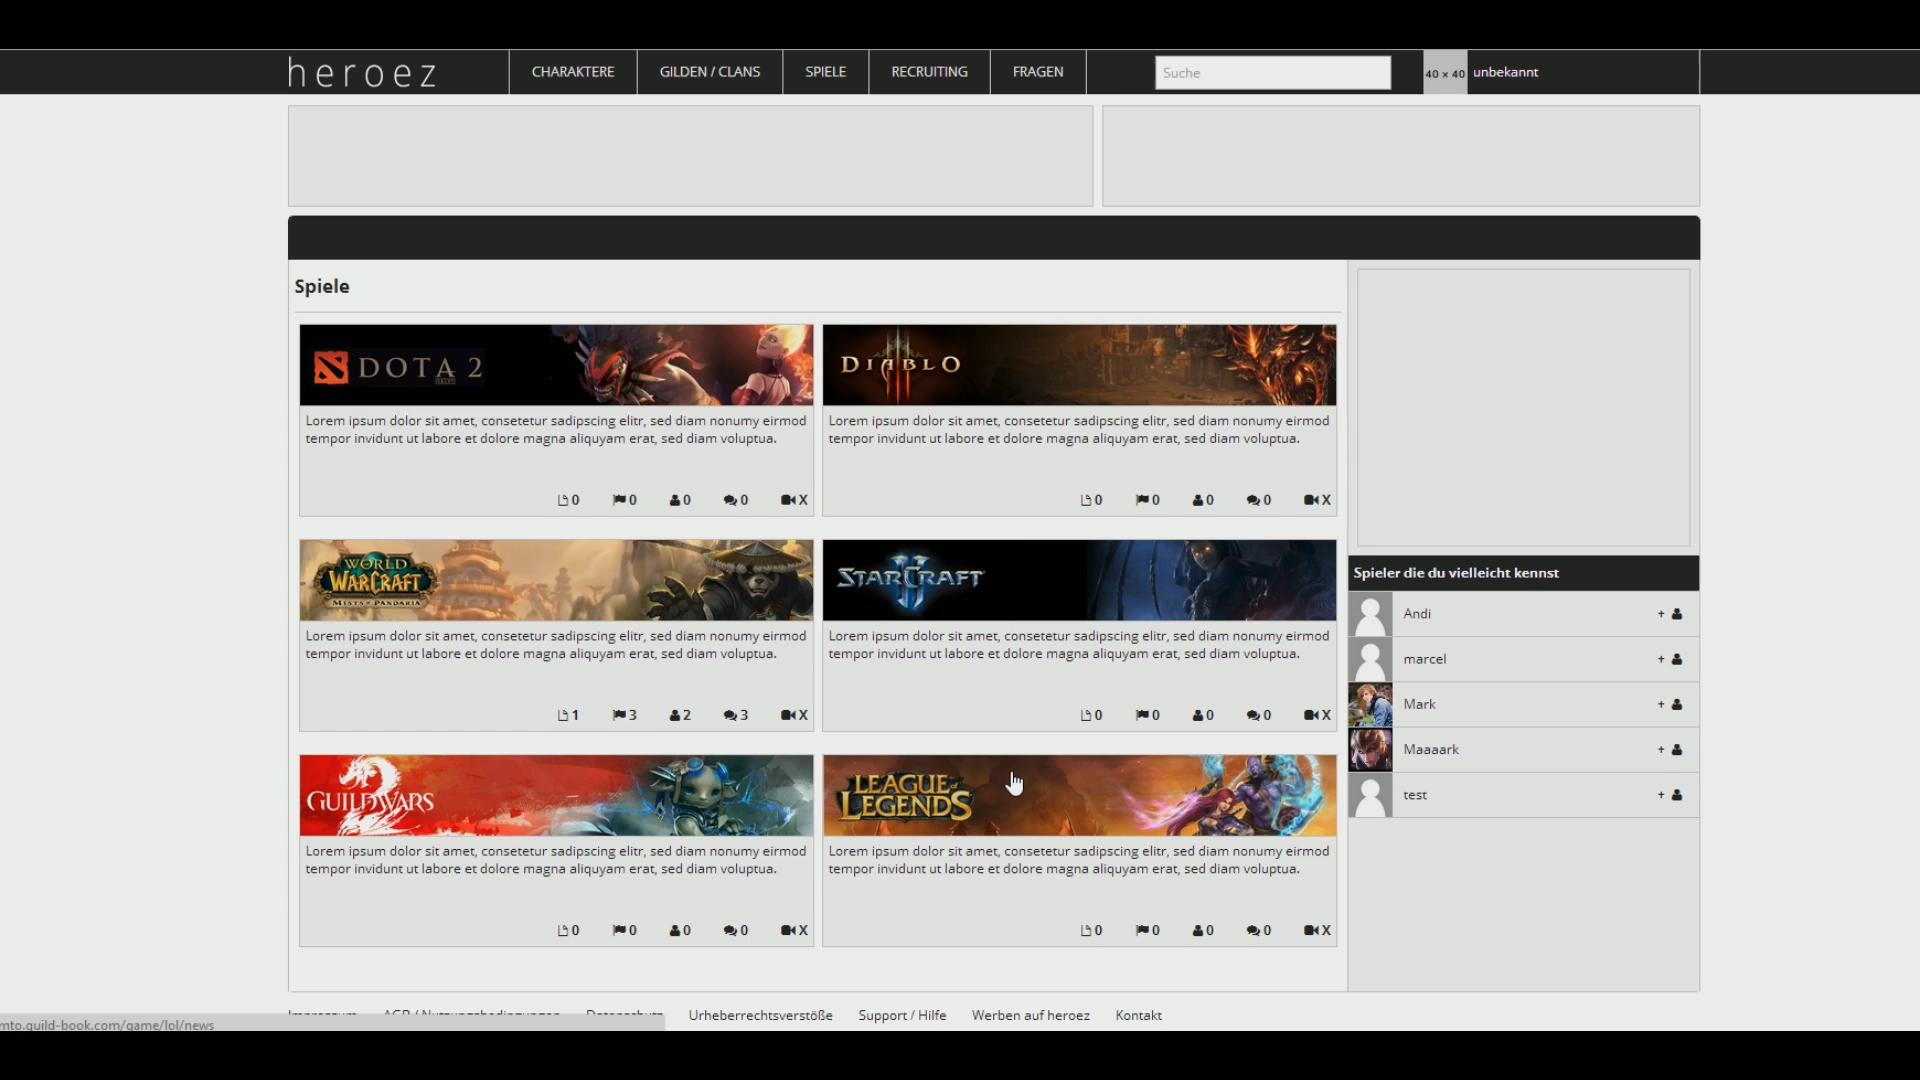 heroez
CHARAKTERE
GILDEN / CLANS
SPIELE
RECRUITING
FRAGEN
Suche
40 × 40
unbekannt
Spiele
DOTA 2
DIABLO
Lorem ipsum dolor sit amet, consetetur sadipscing elitr, sed diam nonumy eirmod
tempor invidunt ut labore et dolore magna aliquyam erat, sed diam voluptua.
0 0 0 0 X
Lorem ipsum dolor sit amet, consetetur sadipscing elitr, sed diam nonumy eirmod
tempor invidunt ut labore et dolore magna aliquyam erat, sed diam voluptua.
0 0 0 0 X
WORLD
WARCRAFT
MISTS of PANDARIA
STARCRAFT
II
Lorem ipsum dolor sit amet, consetetur sadipscing elitr, sed diam nonumy eirmod
tempor invidunt ut labore et dolore magna aliquyam erat, sed diam voluptua.
1 3 2 3 X
Lorem ipsum dolor sit amet, consetetur sadipscing elitr, sed diam nonumy eirmod
tempor invidunt ut labore et dolore magna aliquyam erat, sed diam voluptua.
0 0 0 0 X
GUILD WARS
2
LEAGUE of
LEGENDS
Lorem ipsum dolor sit amet, consetetur sadipscing elitr, sed diam nonumy eirmod
tempor invidunt ut labore et dolore magna aliquyam erat, sed diam voluptua.
0 0 0 0 X
Lorem ipsum dolor sit amet, consetetur sadipscing elitr, sed diam nonumy eirmod
tempor invidunt ut labore et dolore magna aliquyam erat, sed diam voluptua.
0 0 0 0 X
Spieler die du vielleicht kennst
Andi +
marcel +
Mark +
Maaaark +
test +
Impressum
AGB / Nutzungsbedingungen
Datenschutz
Urheberrechtsverstöße
Support / Hilfe
Werben auf heroez
Kontakt
mto.guild-book.com/game/lol/news